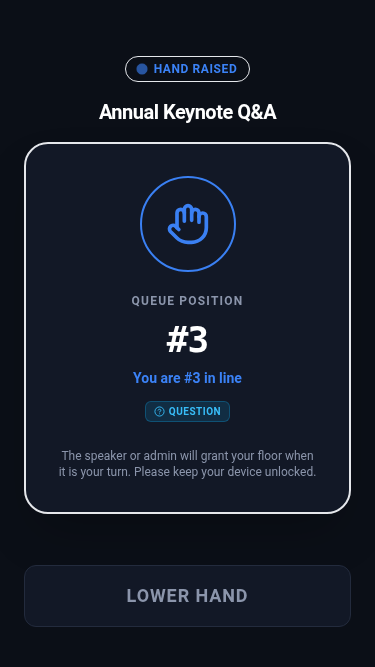 HAND RAISED
Annual Keynote Q&A
QUEUE POSITION
#3
You are #3 in line
QUESTION
The speaker or admin will grant your floor when
it is your turn. Please keep your device unlocked.
LOWER HAND